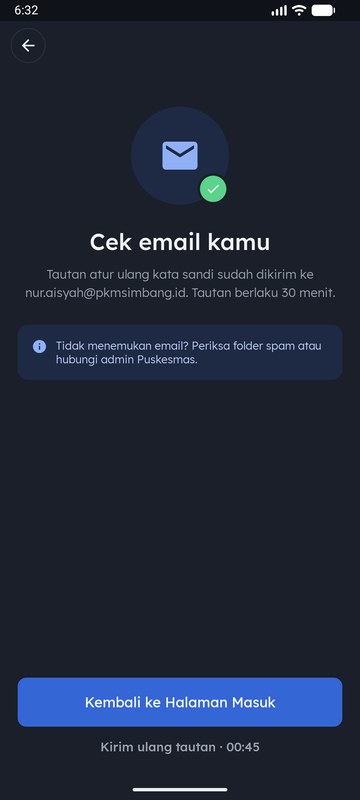 6:32
Cek email kamu
Tautan atur ulang kata sandi sudah dikirim ke
nur.aisyah@pkmsimbang.id. Tautan berlaku 30 menit.
Tidak menemukan email? Periksa folder spam atau
hubungi admin Puskesmas.
Kembali ke Halaman Masuk
Kirim ulang tautan · 00:45